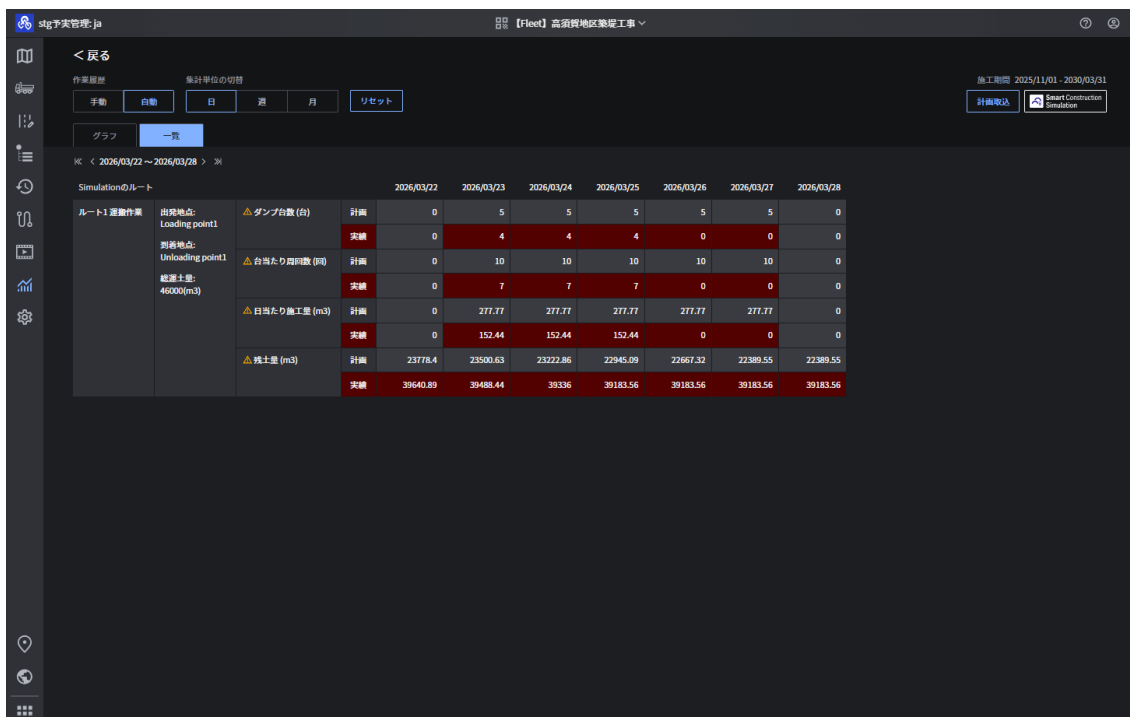 stg予実管理: ja
【Fleet】高須賀地区築堤工事
< 戻る
作業履歴 集計単位の切替 施工期間 2025/11/01 - 2030/03/31
手動 自動 日 週 月 リセット 計画取込 Smart Construction Simulation
グラフ 一覧
2026/03/22 ~ 2026/03/28
Simulationのルート 2026/03/22 2026/03/23 2026/03/24 2026/03/25 2026/03/26 2026/03/27 2026/03/28
ルート1 運搬作業 出発地点: Loading point1 到着地点: Unloading point1 総運土量: 46000(m3)
ダンプ台数 (台) 計画 0 5 5 5 5 5 0
実績 0 4 4 4 0 0 0
台当たり周回数 (回) 計画 0 10 10 10 10 10 0
実績 0 7 7 7 0 0 0
日当たり施工量 (m3) 計画 0 277.77 277.77 277.77 277.77 277.77 0
実績 0 152.44 152.44 152.44 0 0 0
残土量 (m3) 計画 23778.4 23500.63 23222.86 22945.09 22667.32 22389.55 22389.55
実績 39640.89 39488.44 39336 39183.56 39183.56 39183.56 39183.56